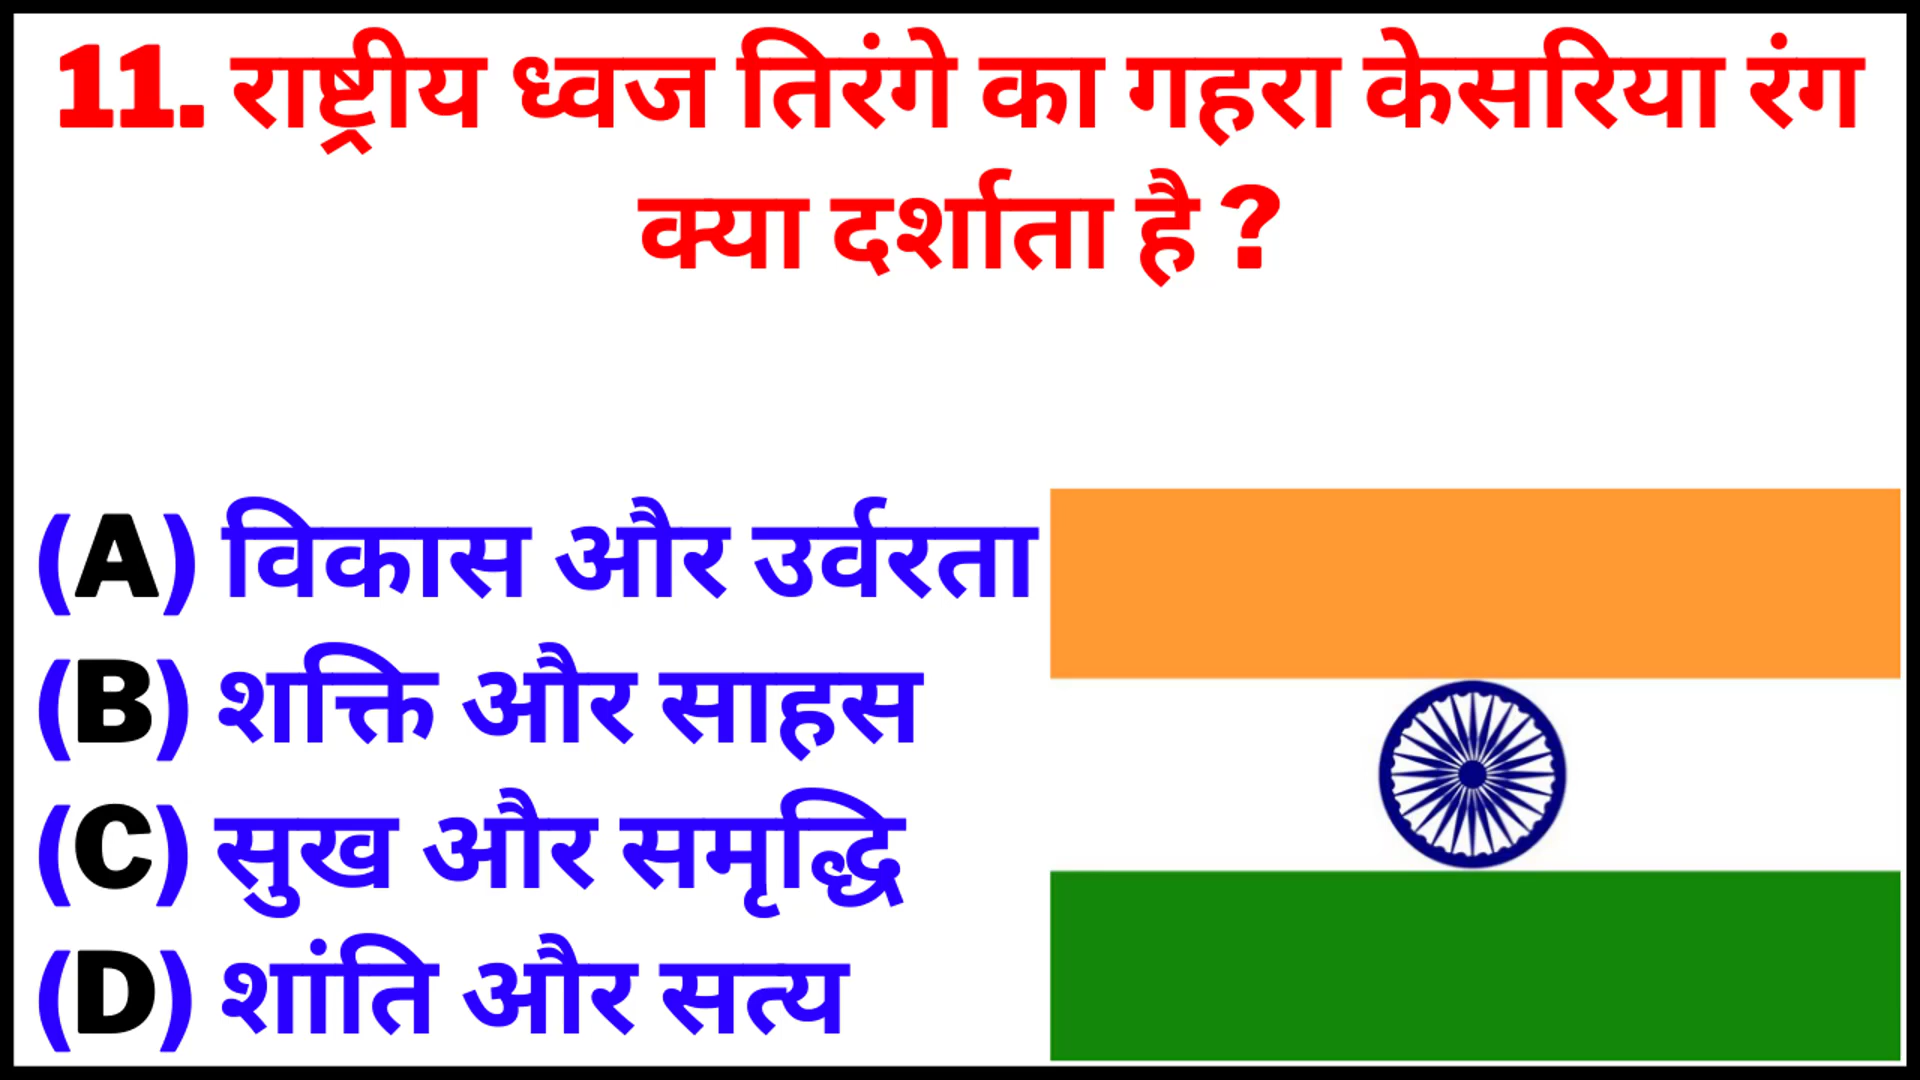 11. राष्ट्रीय ध्वज तिरंगे का गहरा केसरिया रंग
क्या दर्शाता है ?
(A) विकास और उर्वरता
(B) शक्ति और साहस
(C) सुख और समृद्धि
(D) शांति और सत्य